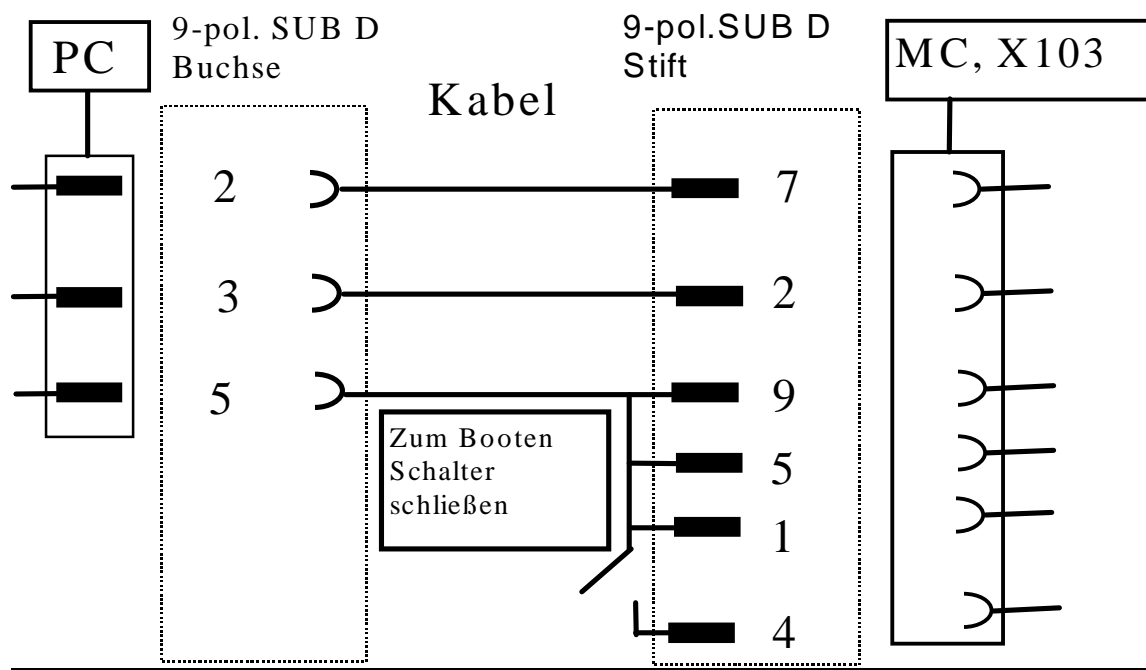 PC
9-pol. SUB D
Buchse
Kabel
9-pol.SUB D
Stift
MC, X103
2
7
3
2
5
9
Zum Booten
Schalter
schließen
5
1
4